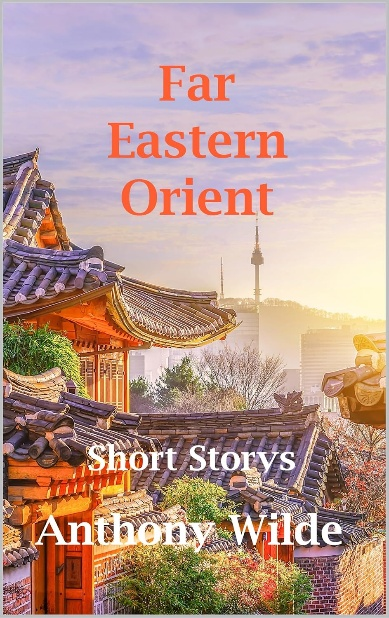 Far
Eastern
Orient
Short Storys
Anthony Wilde